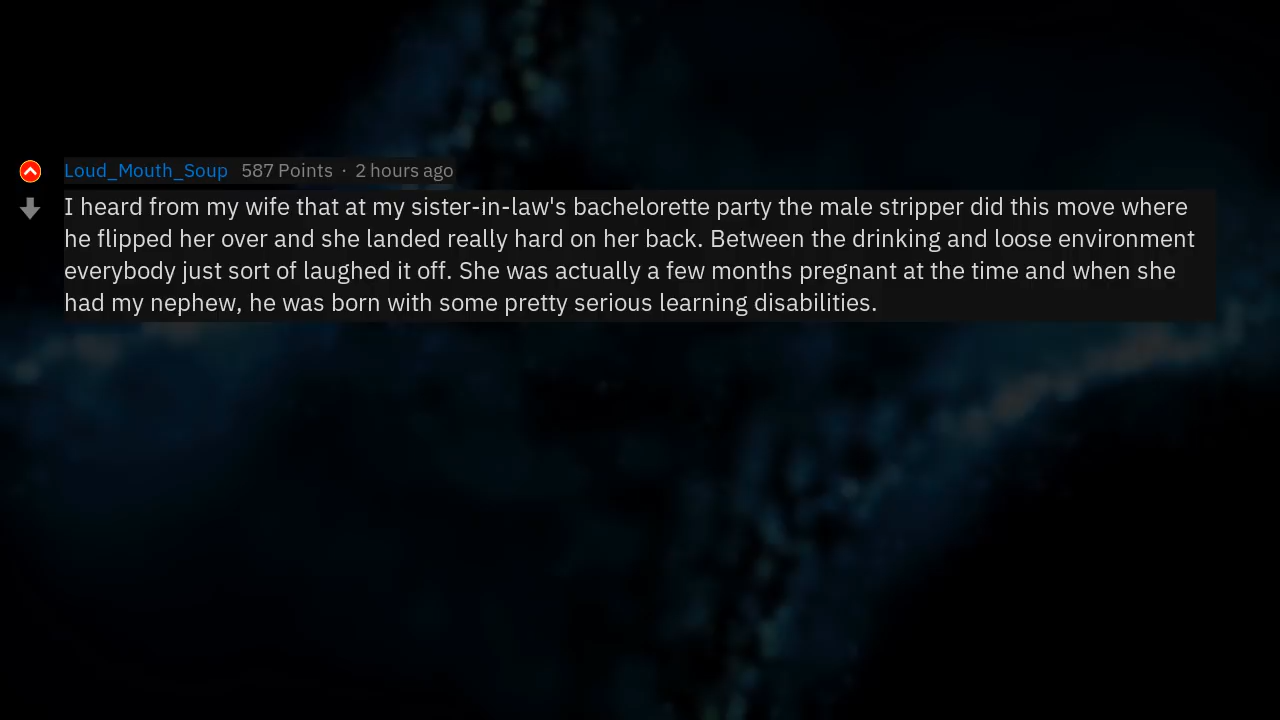 Loud_Mouth_Soup 587 Points · 2 hours ago
I heard from my wife that at my sister-in-law's bachelorette party the male stripper did this move where
he flipped her over and she landed really hard on her back. Between the drinking and loose environment
everybody just sort of laughed it off. She was actually a few months pregnant at the time and when she
had my nephew, he was born with some pretty serious learning disabilities.